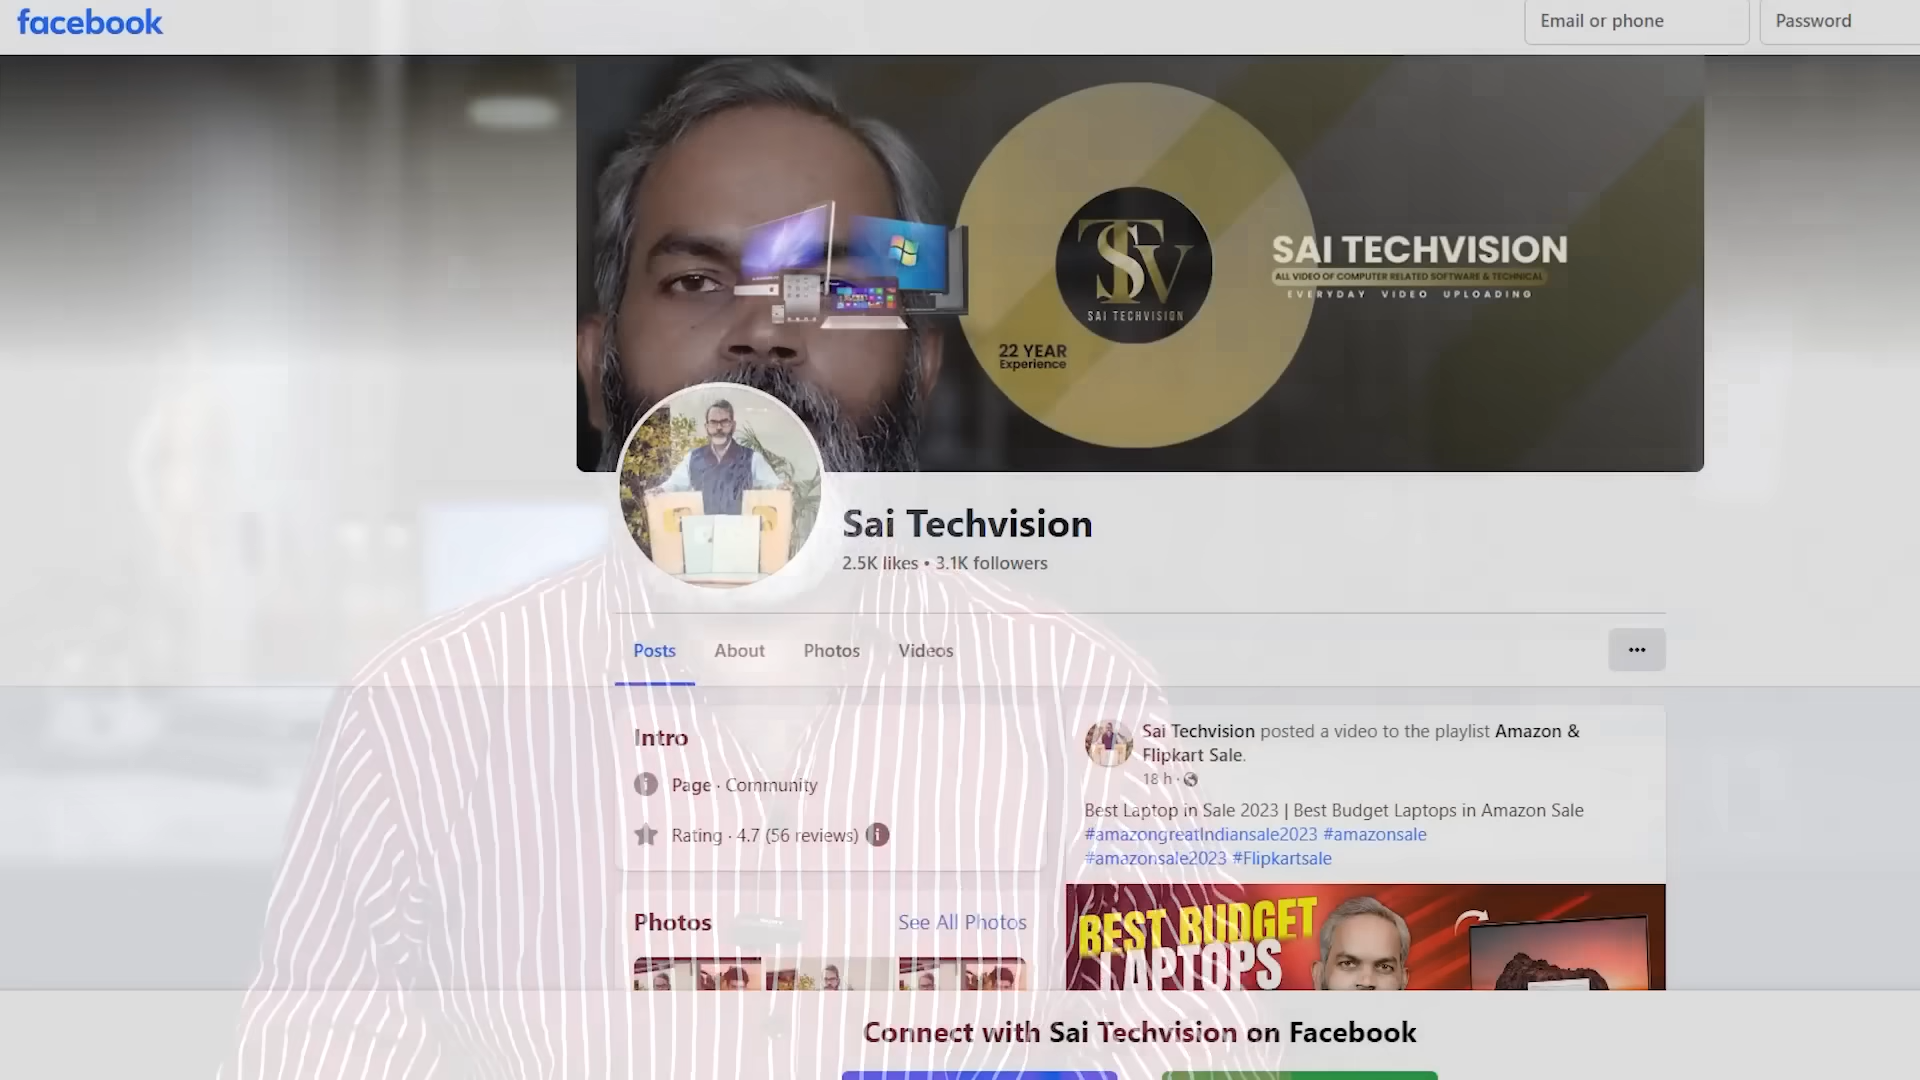 facebook
Email or phone
Password
TSV
SAI TECHVISION
SAI TECHVISION
ALL VIDEO OF COMPUTER RELATED SOFTWARE & TECHNICAL
EVERYDAY VIDEO UPLOADING
22 YEAR
Experience
Sai Techvision
2.5K likes • 3.1K followers
Posts
About
Photos
Videos
Intro
Page · Community
Rating · 4.7 (56 reviews)
Photos
See All Photos
Sai Techvision posted a video to the playlist Amazon &
Flipkart Sale.
18 h ·
Best Laptop in Sale 2023 | Best Budget Laptops in Amazon Sale
#amazongreatIndiansale2023 #amazonsale
#amazonsale2023 #Flipkartsale
BEST BUDGET
LAPTOPS
Connect with Sai Techvision on Facebook